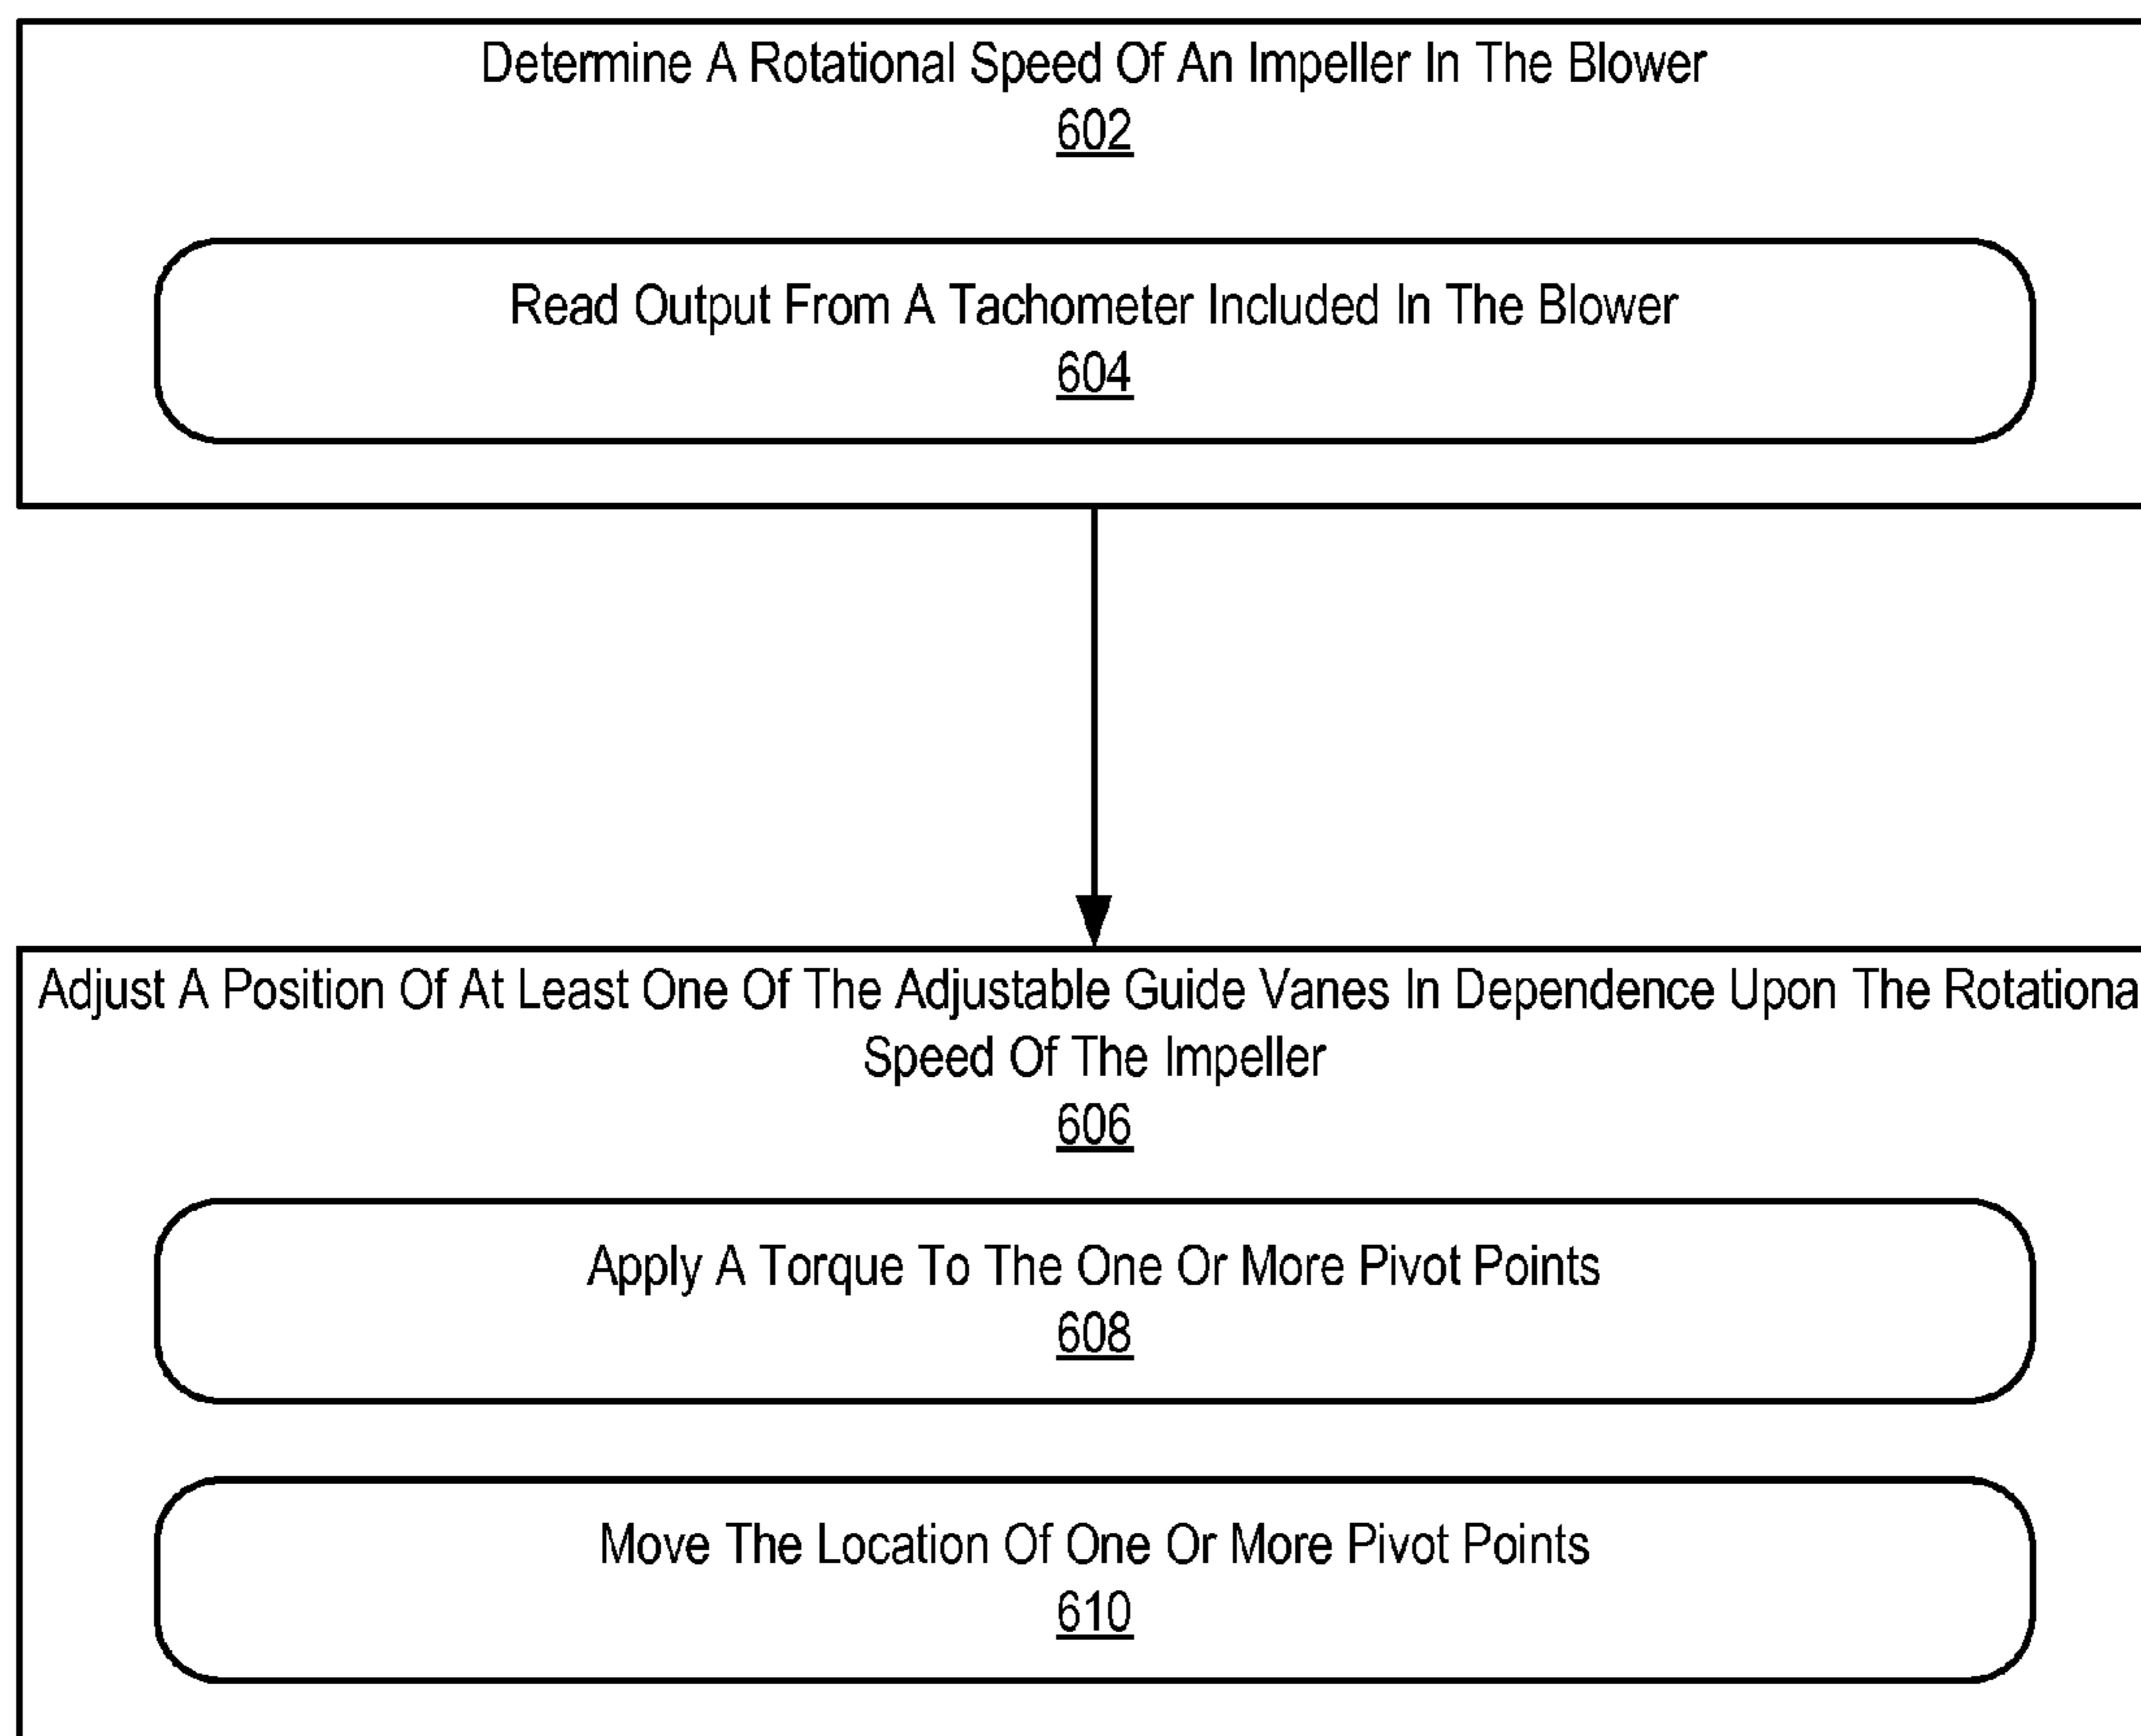 Determine A Rotational Speed Of An Impeller In The Blower
602
Read Output From A Tachometer Included In The Blower
604
Adjust A Position Of At Least One Of The Adjustable Guide Vanes In Dependence Upon The Rotationa
Speed Of The Impeller
606
Apply A Torque To The One Or More Pivot Points
608
Move The Location Of One Or More Pivot Points
610